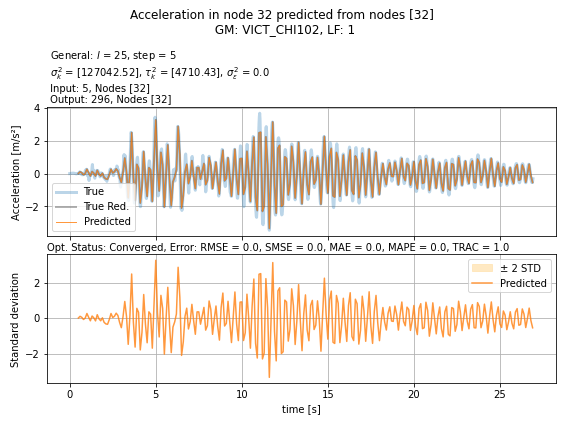 Acceleration in node 32 predicted from nodes [32]
GM: VICT_CHI102, LF: 1
General: l = 25, step = 5
σ²ₖ = [127042.52], τ²ₖ = [4710.43], σ²ε = 0.0
Input: 5, Nodes [32]
Output: 296, Nodes [32]
Acceleration [m/s²]
4
2
0
−2
True
True Red.
Predicted
Opt. Status: Converged, Error: RMSE = 0.0, SMSE = 0.0, MAE = 0.0, MAPE = 0.0, TRAC = 1.0
Standard deviation
2
0
−2
± 2 STD
Predicted
0 5 10 15 20 25
time [s]